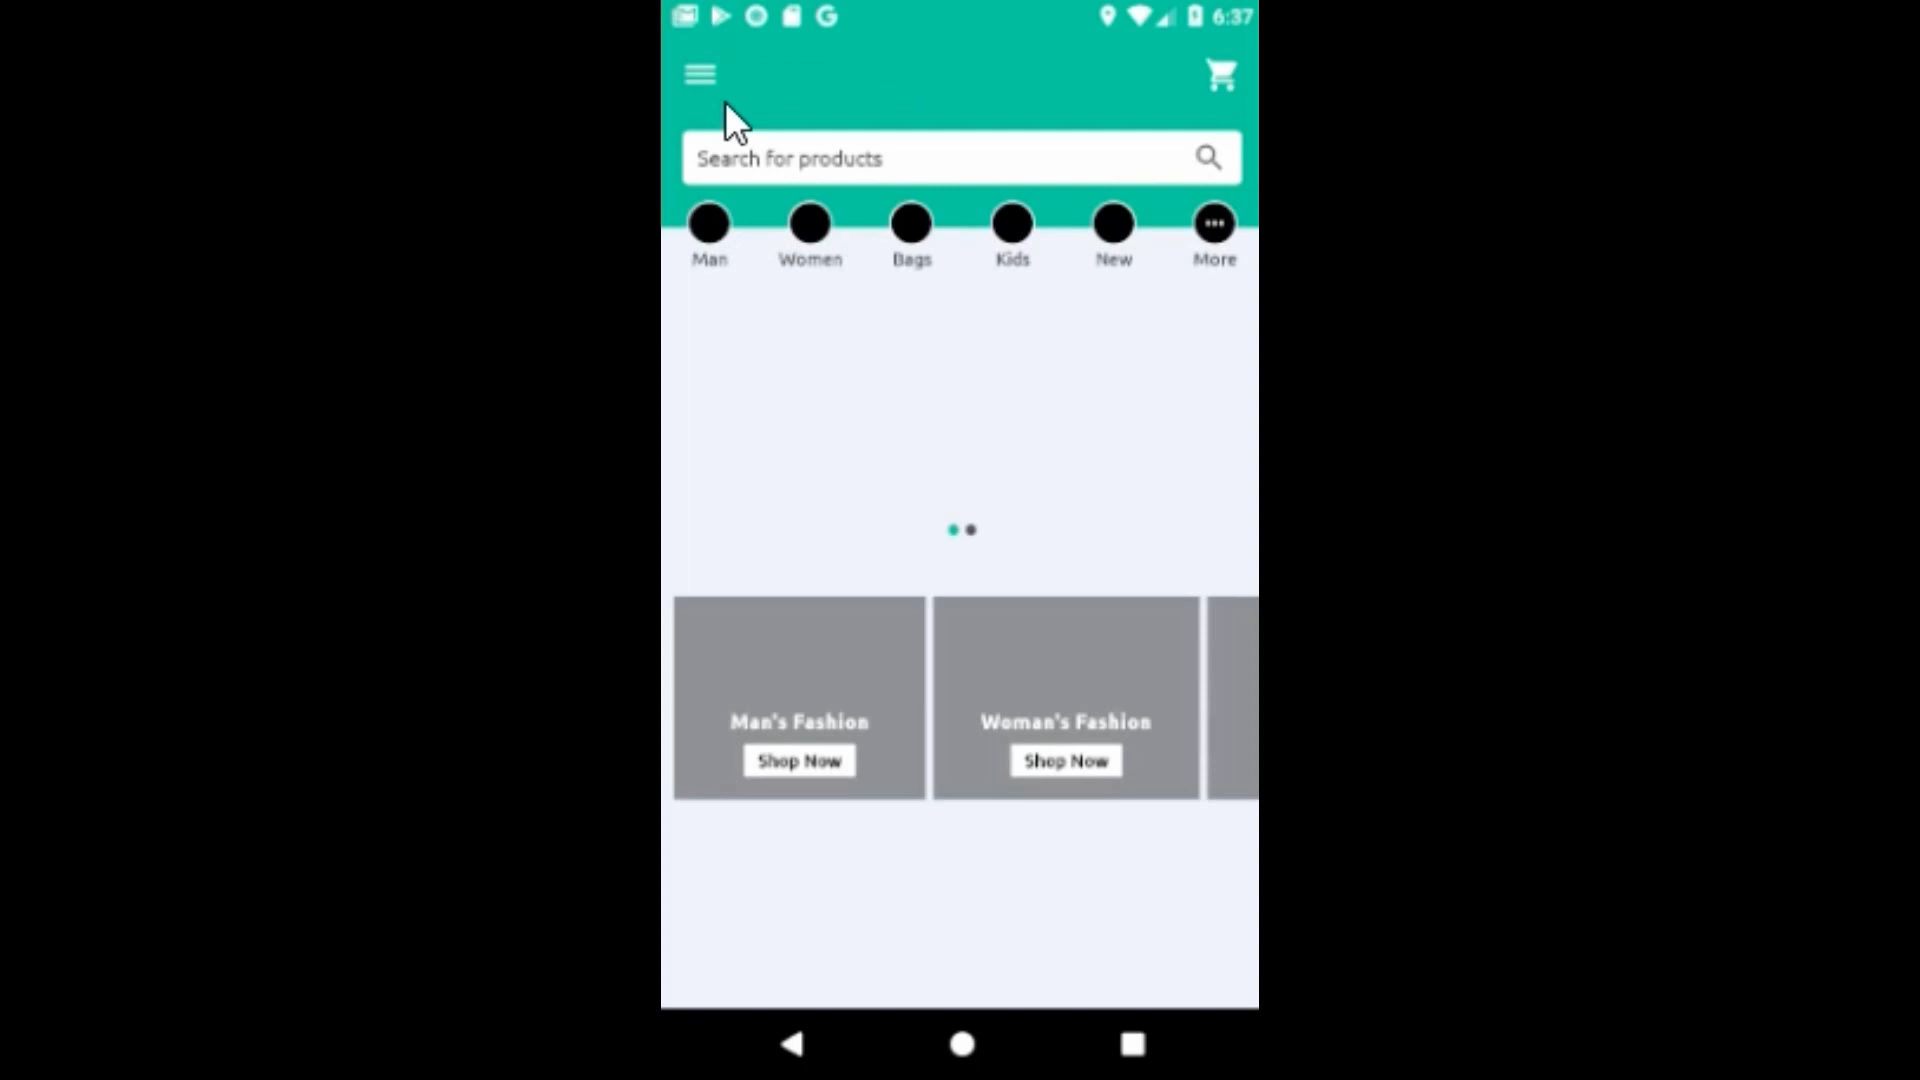 6:37
Search for products
Man Women Bags Kids New More
Man's Fashion Woman's Fashion
Shop Now Shop Now